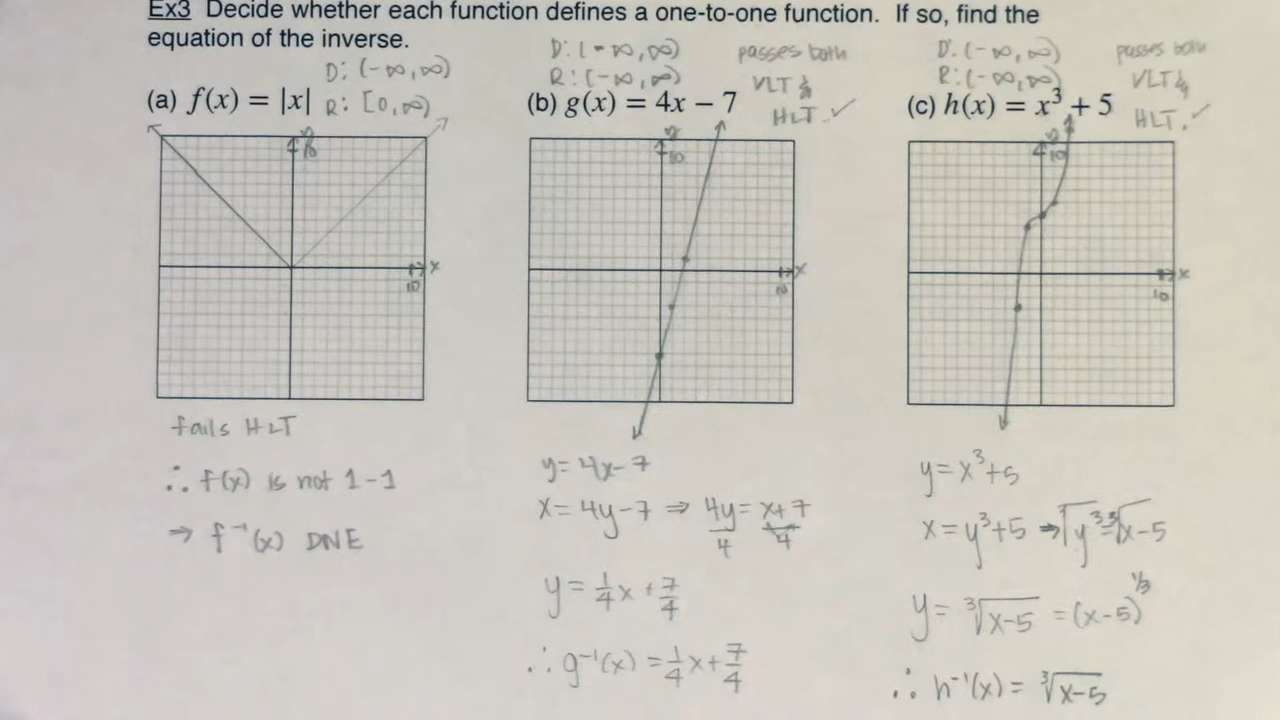 Ex3 Decide whether each function defines a one-to-one function. If so, find the
equation of the inverse.
D: (-∞,∞)
(a) f(x) = |x| R: [0,∞)
y
10
x
10
fails HLT
∴ f(x) is not 1-1
⇒ f⁻¹(x) DNE
D: (-∞,∞)
R: (-∞,∞)
passes both
VLT &
HLT ✓
(b) g(x) = 4x − 7
y
10
x
10
y = 4x-7
x = 4y-7 ⇒ 4y/4 = x+7/4
y = 1/4 x + 7/4
∴ g⁻¹(x) = 1/4 x + 7/4
D: (-∞,∞)
R: (-∞,∞)
passes both
VLT &
HLT. ✓
(c) h(x) = x³ + 5
y
10
x
10
y = x³+5
x = y³+5 ⇒ ∛y³ = ∛x-5
y = ∛x-5 = (x-5)^1/3
∴ h⁻¹(x) = ∛x-5